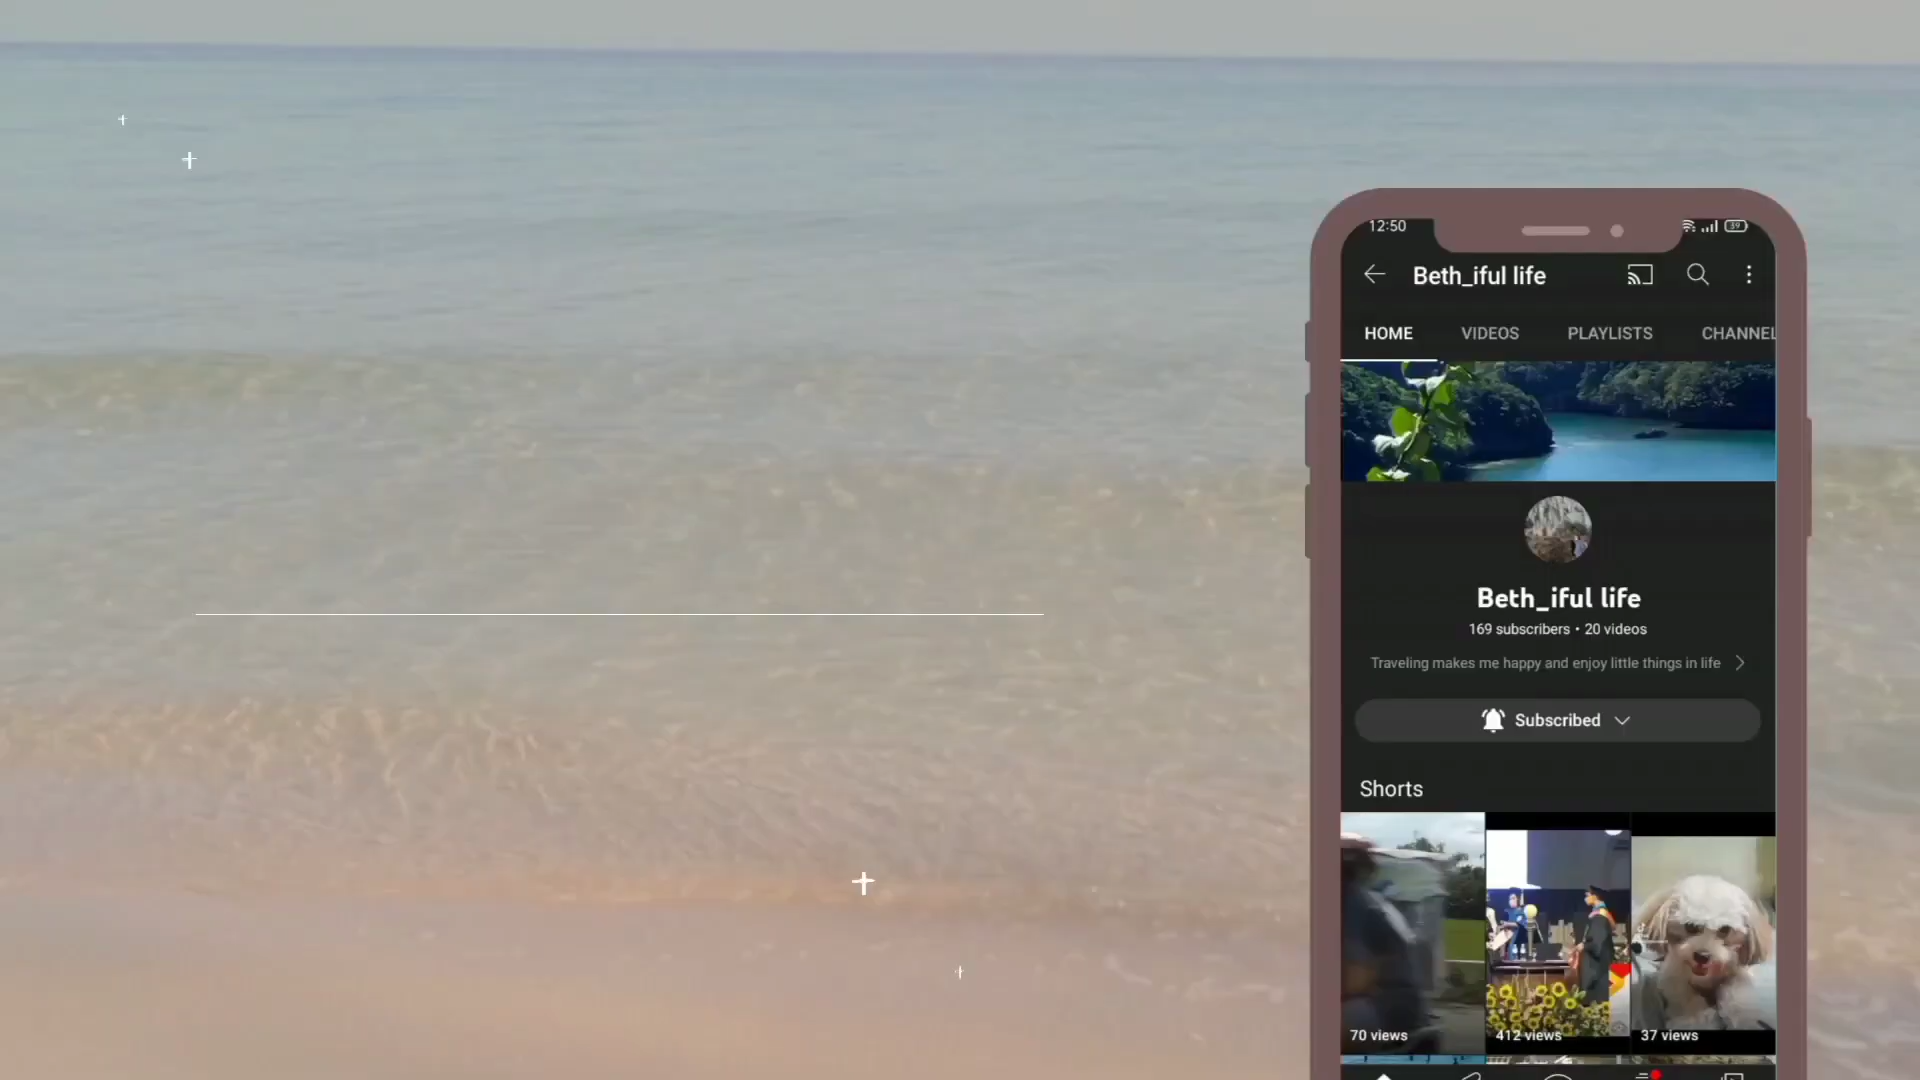 12:50
39
Beth_iful life
HOME VIDEOS PLAYLISTS CHANNEL
Beth_iful life
169 subscribers • 20 videos
Traveling makes me happy and enjoy little things in life
Subscribed
Shorts
70 views
412 views
37 views